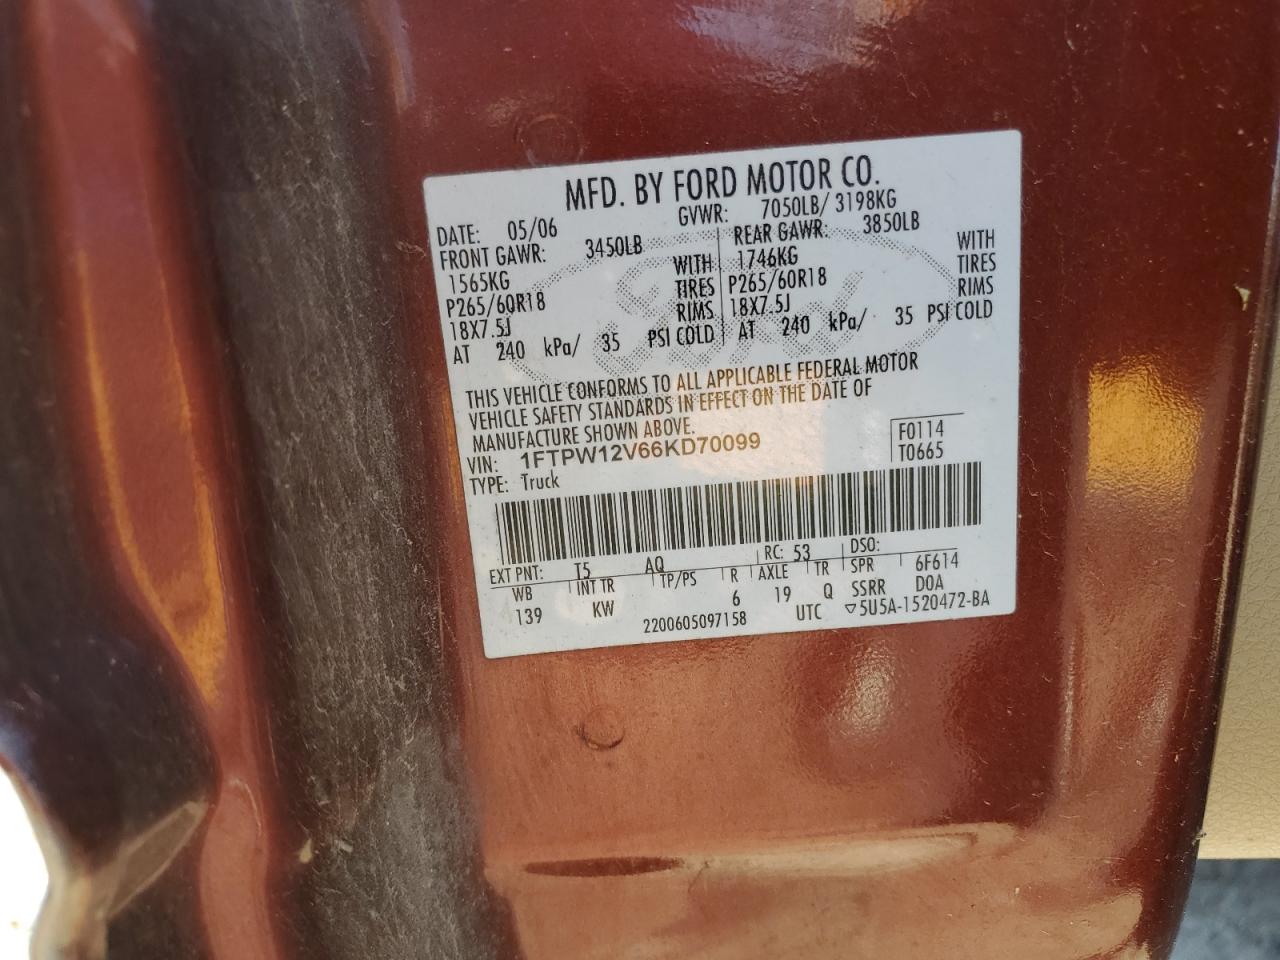 MFD. BY FORD MOTOR CO.
DATE: 05/06 GVWR: 7050LB/ 3198KG
FRONT GAWR: 3450LB REAR GAWR: 3850LB
1565KG WITH 1746KG WITH
P265/60R18 TIRES P265/60R18 TIRES
18X7.5J RIMS 18X7.5J RIMS
AT 240 kPa/ 35 PSI COLD AT 240 kPa/ 35 PSI COLD
Ford
THIS VEHICLE CONFORMS TO ALL APPLICABLE FEDERAL MOTOR
VEHICLE SAFETY STANDARDS IN EFFECT ON THE DATE OF
MANUFACTURE SHOWN ABOVE.
VIN: 1FTPW12V66KD70099 F0114
TYPE: Truck T0665
EXT PNT: T5 AQ RC: 53 DSO:
WB INT TR TP/PS R AXLE TR SPR 6F614
139 KW 6 19 Q SSRR DOA
2200605097158 UTC ▽5U5A-1520472-BA